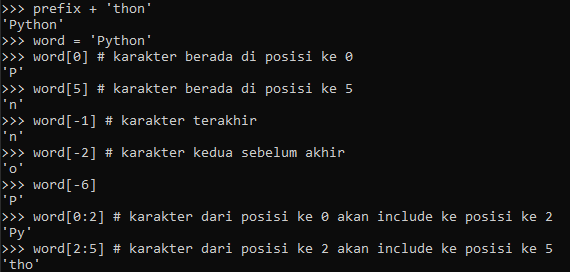 >>> prefix + 'thon'
'Python'
>>> word = 'Python'
>>> word[0] # karakter berada di posisi ke 0
'P'
>>> word[5] # karakter berada di posisi ke 5
'n'
>>> word[-1] # karakter terakhir
'n'
>>> word[-2] # karakter kedua sebelum akhir
'o'
>>> word[-6]
'P'
>>> word[0:2] # karakter dari posisi ke 0 akan include ke posisi ke 2
'Py'
>>> word[2:5] # karakter dari posisi ke 2 akan include ke posisi ke 5
'tho'